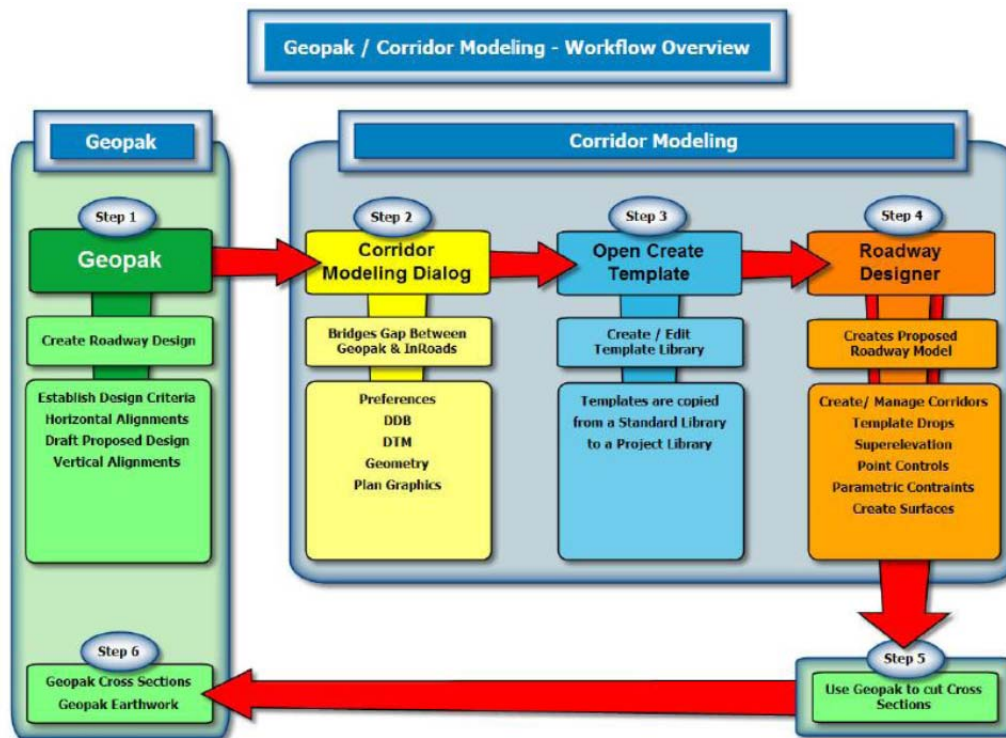 Geopak / Corridor Modeling - Workflow Overview
Geopak
Corridor Modeling
Step 1
Geopak
Create Roadway Design
Establish Design Criteria
Horizontal Alignments
Draft Proposed Design
Vertical Alignments
Step 2
Corridor
Modeling Dialog
Bridges Gap Between
Geopak & InRoads
Preferences
DDB
DTM
Geometry
Plan Graphics
Step 3
Open Create
Template
Create / Edit
Template Library
Templates are copied
from a Standard Library
to a Project Library
Step 4
Roadway
Designer
Creates Proposed
Roadway Model
Create/ Manage Corridors
Template Drops
Superelevation
Point Controls
Parametric Contraints
Create Surfaces
Step 5
Use Geopak to cut Cross
Sections
Step 6
Geopak Cross Sections
Geopak Earthwork